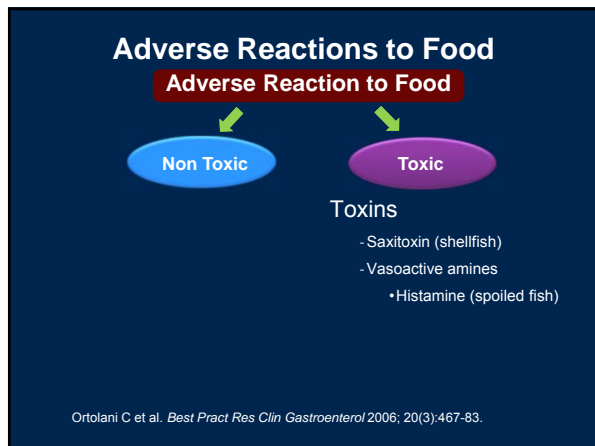 Adverse Reactions to Food
Adverse Reaction to Food
Non Toxic
Toxic
Toxins
- Saxitoxin (shellfish)
- Vasoactive amines
• Histamine (spoiled fish)
Ortolani C et al. Best Pract Res Clin Gastroenterol 2006; 20(3):467-83.